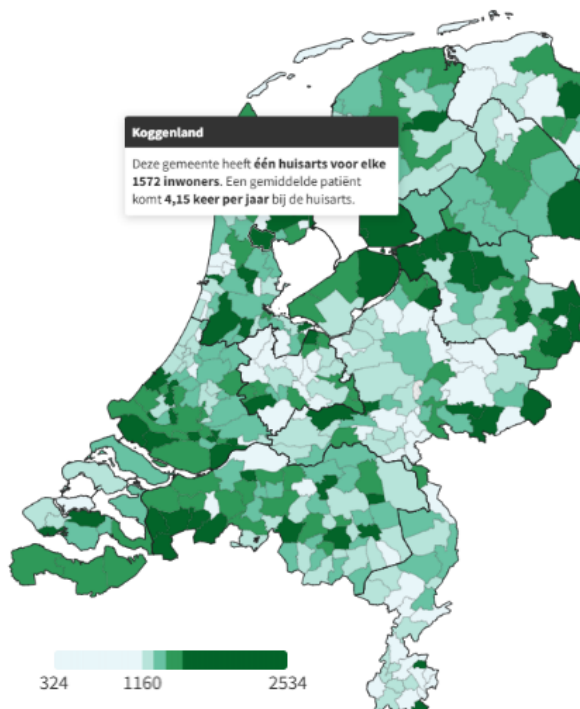 Koggenland
Deze gemeente heeft één huisarts voor elke
1572 inwoners. Een gemiddelde patiënt
komt 4,15 keer per jaar bij de huisarts.
324 1160 2534